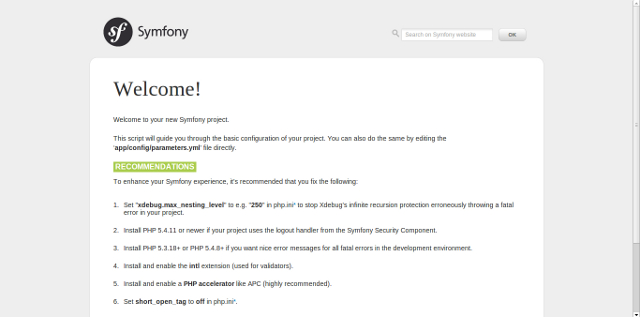 sf Symfony
Search on Symfony website
OK
Welcome!
Welcome to your new Symfony project.
This script will guide you through the basic configuration of your project. You can also do the same by editing the
'app/config/parameters.yml' file directly.
RECOMMENDATIONS
To enhance your Symfony experience, it's recommended that you fix the following:
1. Set "xdebug.max_nesting_level" to e.g. "250" in php.ini* to stop Xdebug's infinite recursion protection erroneously throwing a fatal
error in your project.
2. Install PHP 5.4.11 or newer if your project uses the logout handler from the Symfony Security Component.
3. Install PHP 5.3.18+ or PHP 5.4.8+ if you want nice error messages for all fatal errors in the development environment.
4. Install and enable the intl extension (used for validators).
5. Install and enable a PHP accelerator like APC (highly recommended).
6. Set short_open_tag to off in php.ini*.